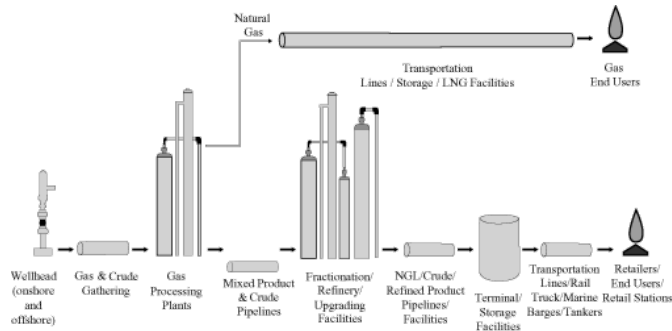 Natural
Gas
Transportation
Lines / Storage / LNG Facilities
Gas
End Users
Wellhead
(onshore
and
offshore)
Gas & Crude
Gathering
Gas
Processing
Plants
Mixed Product
& Crude
Pipelines
Fractionation/
Refinery/
Upgrading
Facilities
NGL/Crude/
Refined Product
Pipelines/
Facilities
Terminal/
Storage
Facilities
Transportation
Lines/Rail
Truck/Marine
Barges/Tankers
Retailers/
End Users/
Retail Stations